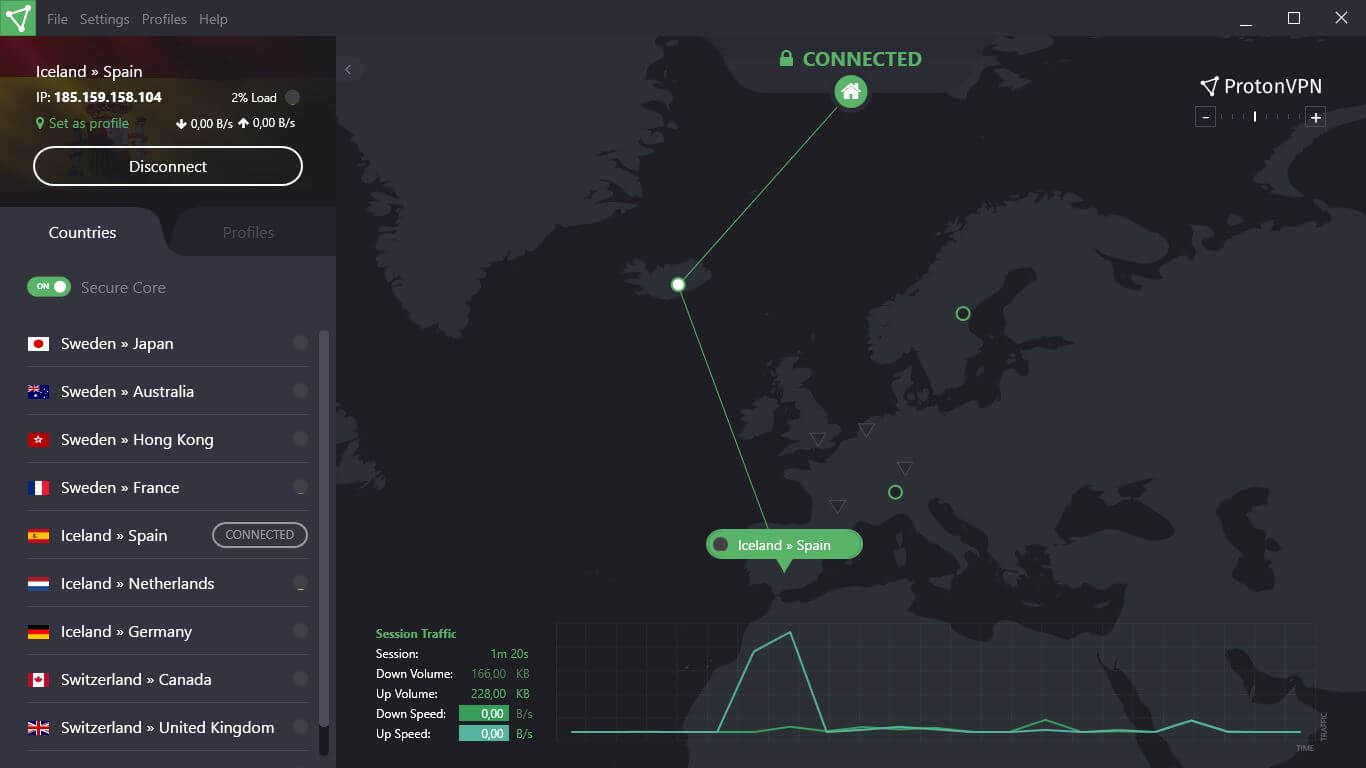 File Settings Profiles Help
Iceland » Spain
IP: 185.159.158.104 2% Load
Set as profile 0,00 B/s 0,00 B/s
Disconnect
Countries Profiles
ON Secure Core
Sweden » Japan
Sweden » Australia
Sweden » Hong Kong
Sweden » France
Iceland » Spain CONNECTED
Iceland » Netherlands
Iceland » Germany
Switzerland » Canada
Switzerland » United Kingdom
CONNECTED
ProtonVPN
- +
Iceland » Spain
Session Traffic
Session: 1m 20s
Down Volume: 166,00 KB
Up Volume: 228,00 KB
Down Speed: 0,00 B/s
Up Speed: 0,00 B/s
TRAFFIC
TIME